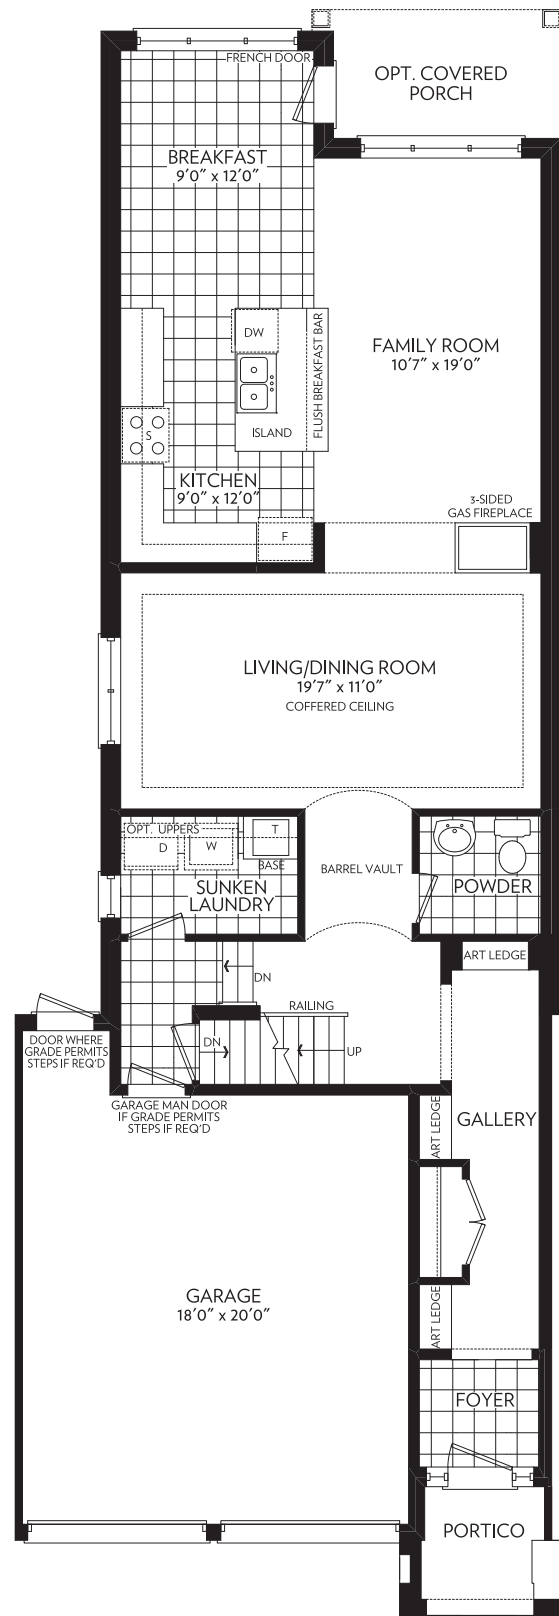 FRENCH DOOR
OPT. COVERED
PORCH
BREAKFAST
9'0" x 12'0"
DW
FLUSH BREAKFAST BAR
FAMILY ROOM
10'7" x 19'0"
S
ISLAND
KITCHEN
9'0" x 12'0"
F
3-SIDED
GAS FIREPLACE
LIVING/DINING ROOM
19'7" x 11'0"
COFFERED CEILING
OPT. UPPERS
D
W
T
BASE
SUNKEN
LAUNDRY
BARREL VAULT
POWDER
ART LEDGE
DN
RAILING
DN
UP
DOOR WHERE
GRADE PERMITS
STEPS IF REQ'D
GARAGE MAN DOOR
IF GRADE PERMITS
STEPS IF REQ'D
ART LEDGE
GALLERY
GARAGE
18'0" x 20'0"
ART LEDGE
FOYER
PORTICO